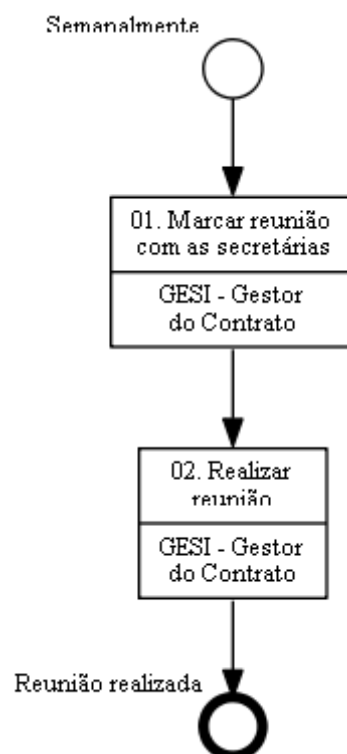 Semanalmente
01. Marcar reunião
com as secretárias
GESI - Gestor
do Contrato
02. Realizar
reunião
GESI - Gestor
do Contrato
Reunião realizada